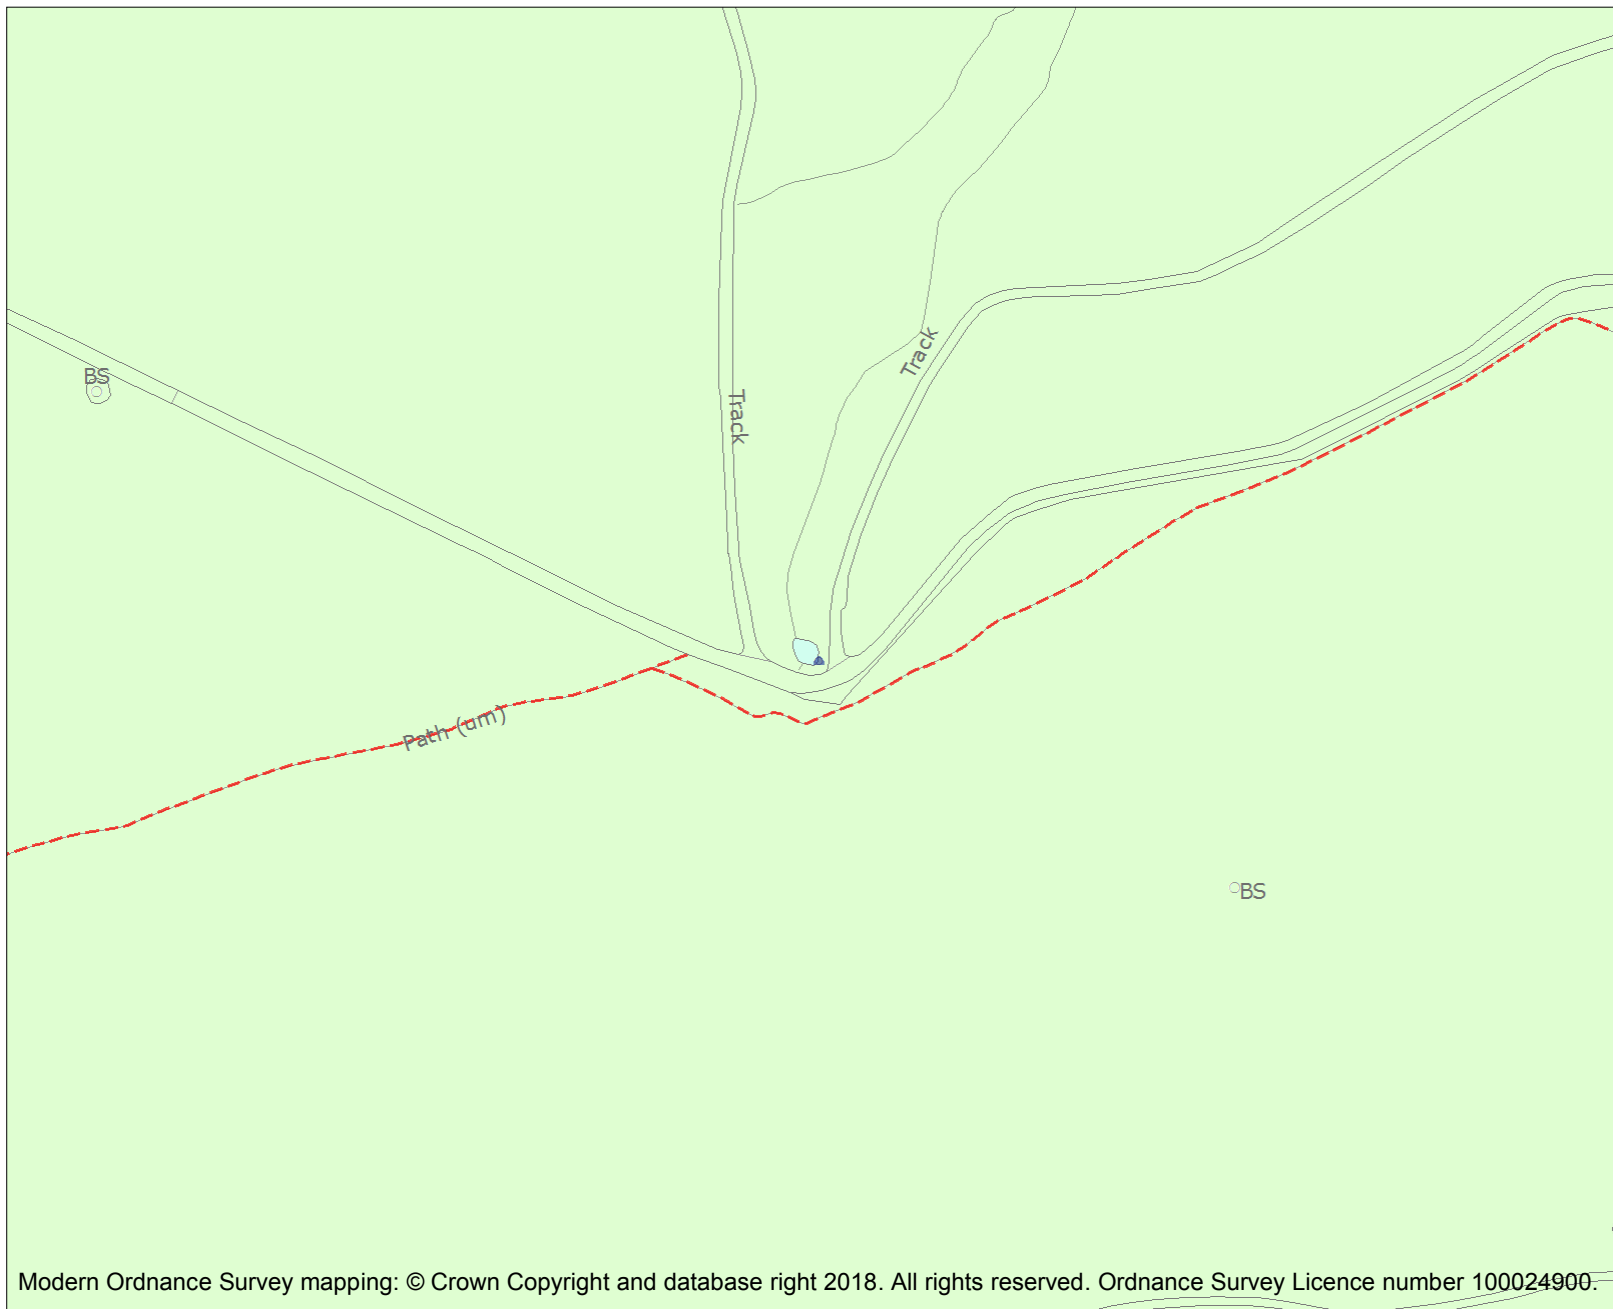 Track
BS
Track
Path (um)
BS
Modern Ordnance Survey mapping: © Crown Copyright and database right 2018. All rights reserved. Ordnance Survey Licence number 100024900.